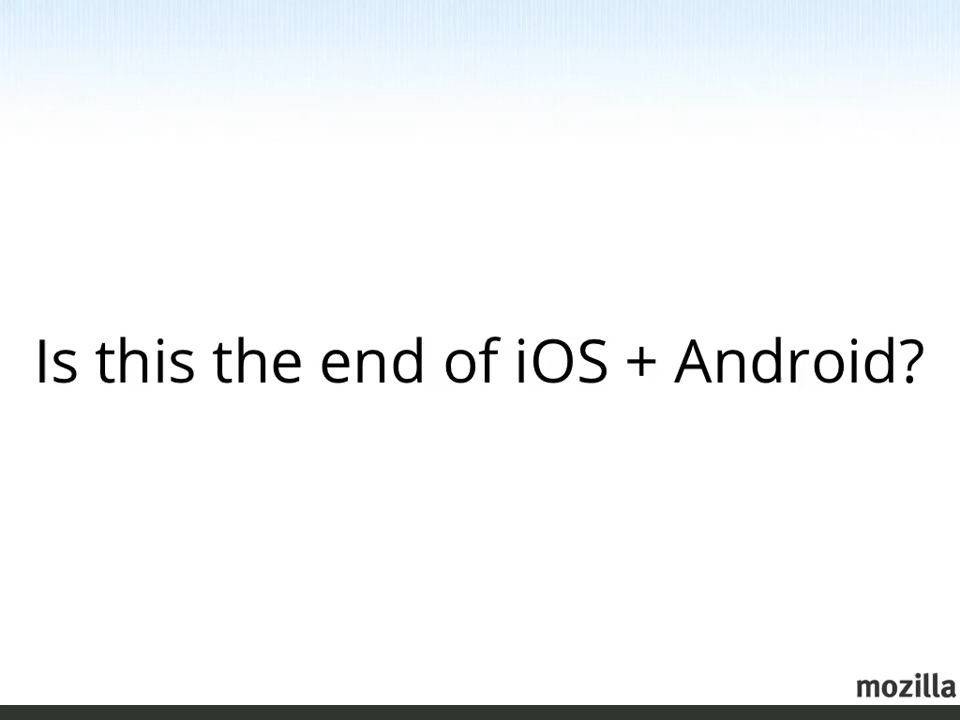 Is this the end of iOS + Android?
mozilla